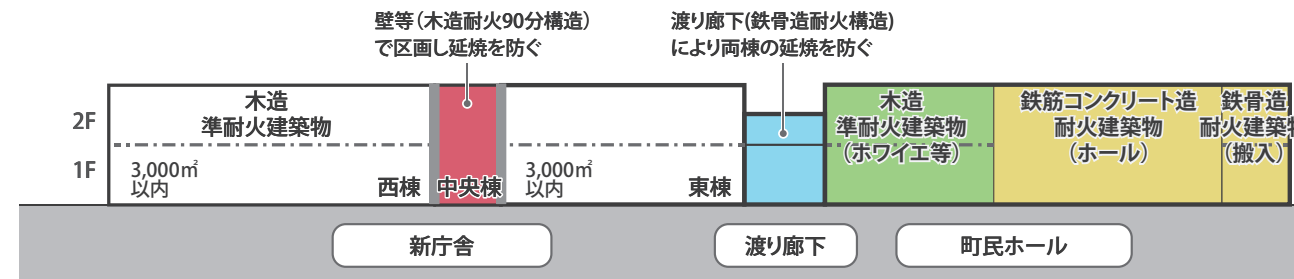 壁等（木造耐火90分構造）
で区画し延焼を防ぐ
渡り廊下(鉄骨造耐火構造)
により両棟の延焼を防ぐ
2F
1F
木造
準耐火建築物
3,000㎡
以内
西棟
中央棟
3,000㎡
以内
東棟
木造
準耐火建築物
（ホワイエ等）
鉄筋コンクリート造
耐火建築物
（ホール）
鉄骨造
耐火建築物
（搬入）
新庁舎
渡り廊下
町民ホール